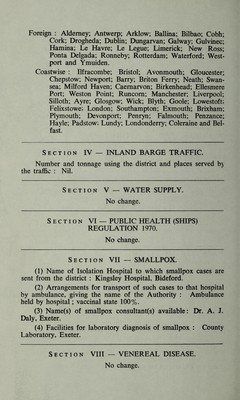 Foreign : Alderney; Antwerp; Arklow; Ballina; Bilbao; Cobh;
Cork; Drogheda; Dublin; Dungarvan; Galway; Gulvinec;
Hamina; Le Havre; Le Legue; Limerick; New Ross;
Ponta Delgada; Ronneby; Rotterdam; Waterford; West-
port and Ymuiden.
Coastwise : Ilfracombe; Bristol; Avonmouth; Gloucester;
Chepstow; Newport; Barry; Briton Ferry; Neath; Swan-
sea; Milford Haven; Caernarvon; Birkenhead; Ellesmere
Port; Weston Point; Runcorn; Manchester; Liverpool;
Silloth; Ayre; Glosgow; Wick; Blyth; Goole; Lowestoft;
Felixstowe; London; Southampton; Exmouth; Brixham;
Plymouth; Devonport; Penryn; Falmouth; Penzance;
Hayle; Padstow; Lundy; Londonderry; Coleraine and Bel-
fast.
SECTION IV — INLAND BARGE TRAFFIC.
Number and tonnage using the district and places served by
the traffic : Nil.
SECTION V — WATER SUPPLY.
No change.
SECTION VI — PUBLIC HEALTH (SHIPS)
REGULATION 1970.
No change.
SECTION VII — SMALLPOX.
(1) Name of Isolation Hospital to which smallpox cases are
sent from the district : Kingsley Hospital, Bideford.
(2) Arrangements for transport of such cases to that hospital
by ambulance, giving the name of the Authority : Ambulance
held by hospital ; vaccinal state 100%.
(3) Name(s) of smallpox consultant(s) available : Dr. A. J.
Daly, Exeter.
(4) Facilities for laboratory diagnosis of smallpox : County
Laboratory, Exeter.
SECTION VIII — VENEREAL DISEASE.
No change.